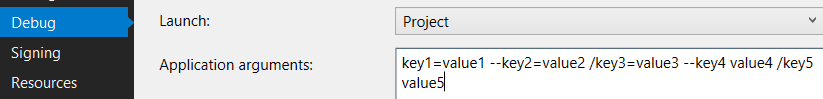 Debug
Signing
Resources
Launch:
Project
Application arguments:
key1=value1 --key2=value2 /key3=value3 --key4 value4 /key5
value5